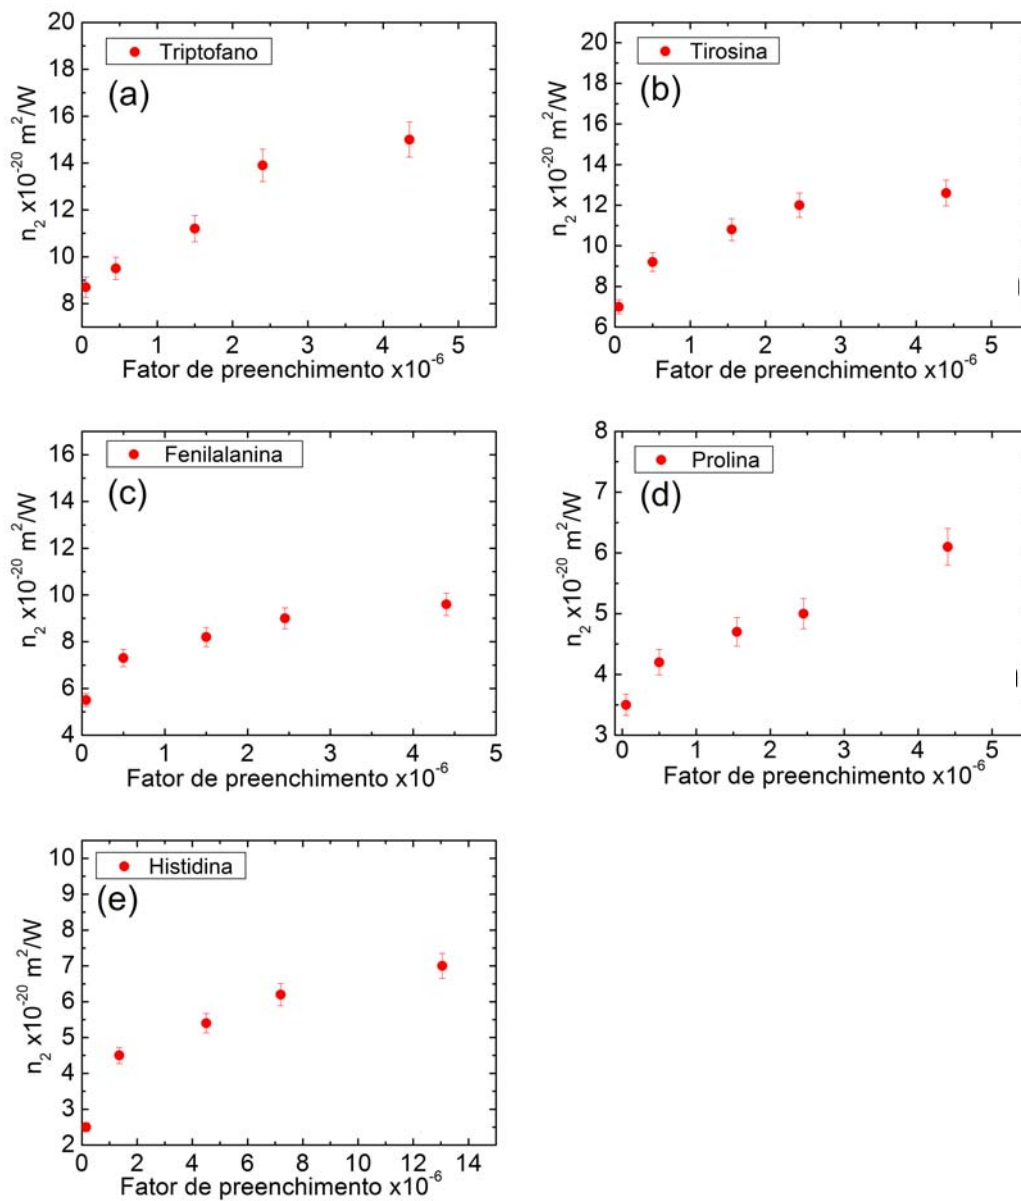 Triptofano
(a)
n2 x10^-20 m^2/W
20
18
16
14
12
10
8
0 1 2 3 4 5
Fator de preenchimento x10^-6
Tirosina
(b)
n2 x10^-20 m^2/W
20
18
16
14
12
10
8
6
0 1 2 3 4 5
Fator de preenchimento x10^-6
Fenilalanina
(c)
n2 x10^-20 m^2/W
16
14
12
10
8
6
4
0 1 2 3 4 5
Fator de preenchimento x10^-6
Prolina
(d)
n2 x10^-20 m^2/W
8
7
6
5
4
3
0 1 2 3 4 5
Fator de preenchimento x10^-6
Histidina
(e)
n2 x10^-20 m^2/W
10
9
8
7
6
5
4
3
2
0 2 4 6 8 10 12 14
Fator de preenchimento x10^-6